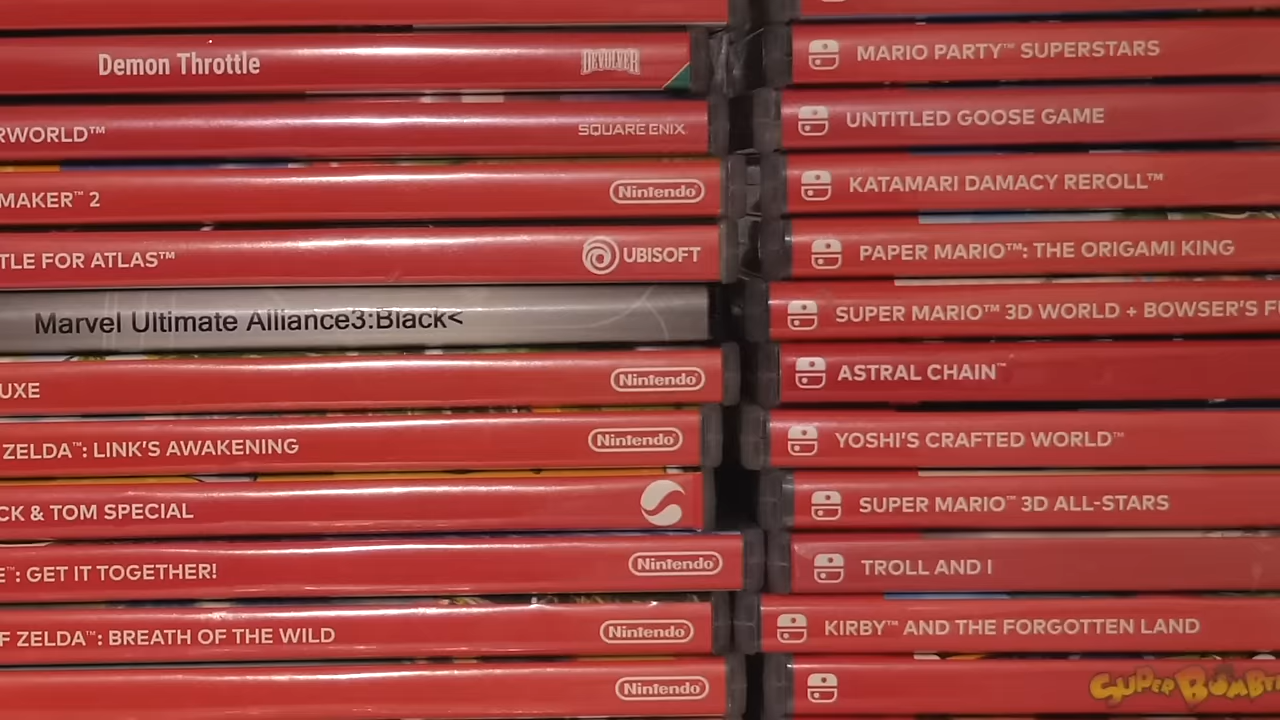 Demon Throttle DEVOLVER
RWORLD™ SQUARE ENIX
MAKER™ 2 Nintendo
TLE FOR ATLAS™ UBISOFT
Marvel Ultimate Alliance3:Black<
UXE Nintendo
ZELDA™: LINK'S AWAKENING Nintendo
CK & TOM SPECIAL
E™: GET IT TOGETHER! Nintendo
F ZELDA™: BREATH OF THE WILD Nintendo
Nintendo
MARIO PARTY™ SUPERSTARS
UNTITLED GOOSE GAME
KATAMARI DAMACY REROLL™
PAPER MARIO™: THE ORIGAMI KING
SUPER MARIO™ 3D WORLD + BOWSER'S F
ASTRAL CHAIN™
YOSHI'S CRAFTED WORLD™
SUPER MARIO™ 3D ALL-STARS
TROLL AND I
KIRBY™ AND THE FORGOTTEN LAND
SUPER BOMB